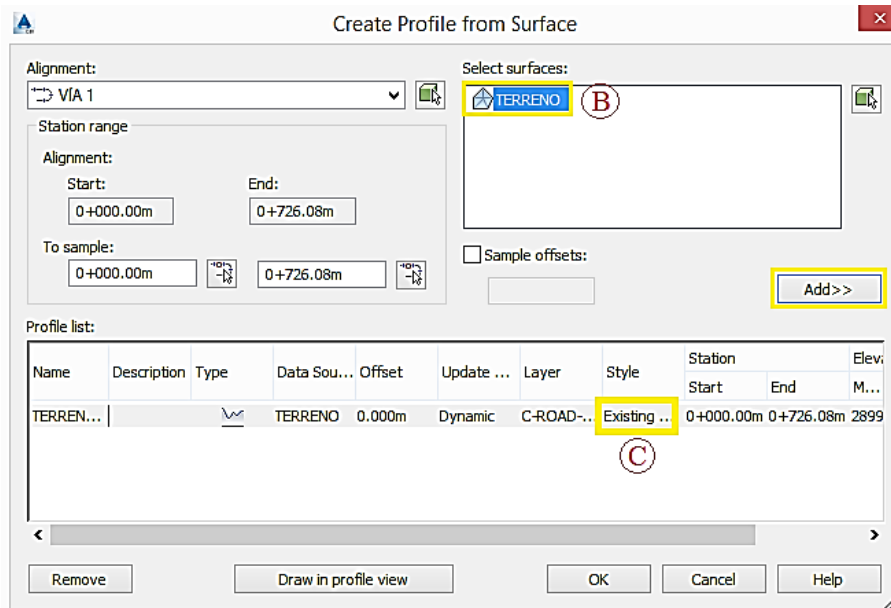 Create Profile from Surface
Alignment:
VÍA 1
Select surfaces:
TERRENO
B
Station range
Alignment:
Start: End:
0+000.00m 0+726.08m
To sample:
0+000.00m 0+726.08m
Sample offsets:
Add>>
Profile list:
Name Description Type Data Sou... Offset Update ... Layer Style Station Eleva
Start End M...
TERREN... TERRENO 0.000m Dynamic C-ROAD-... Existing ... 0+000.00m 0+726.08m 2899
C
Remove Draw in profile view OK Cancel Help